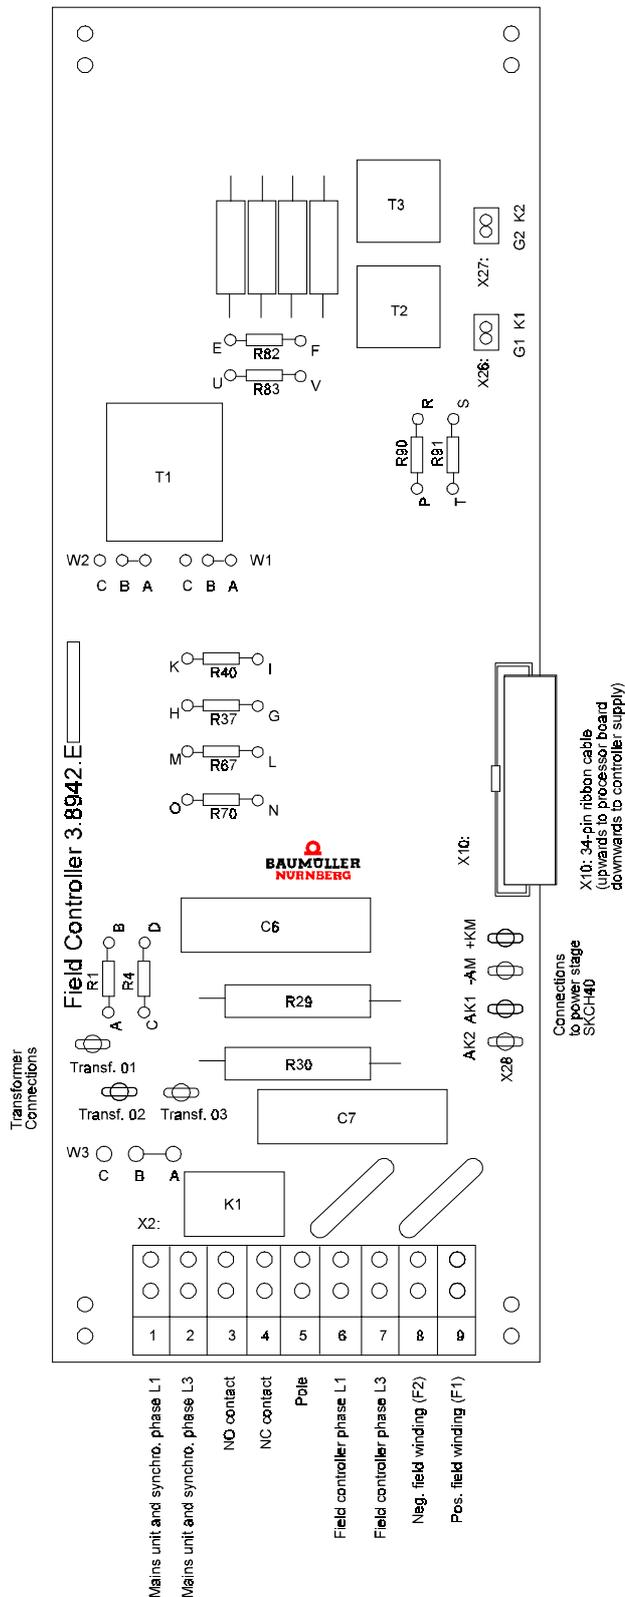 T3
K2
G2
X27:
T2
K1
G1
X26:
E
F
R82
U
V
R83
R
S
R90
R91
P
T
T1
W2
W1
C
B
A
C
B
A
K
I
R40
H
G
R37
M
L
R67
O
N
R70
Field Controller 3.8942.E
BAUMÜLLER
NÜRNBERG
X10:
X10: 34-pin ribbon cable
(upwards to processor board
downwards to controller supply)
C6
B
D
R1
R4
A
C
R29
R30
+KM
-AM
AK1
AK2
X28
Connections
to power stage
SKCH40
Transformer
Connections
Transf. 01
Transf. 02
Transf. 03
C7
W3
C
B
A
K1
X2:
1
2
3
4
5
6
7
8
9
Mains unit and synchro. phase L1
Mains unit and synchro. phase L3
NO contact
NC contact
Pole
Field controller phase L1
Field controller phase L3
Neg. field winding (F2)
Pos. field winding (F1)